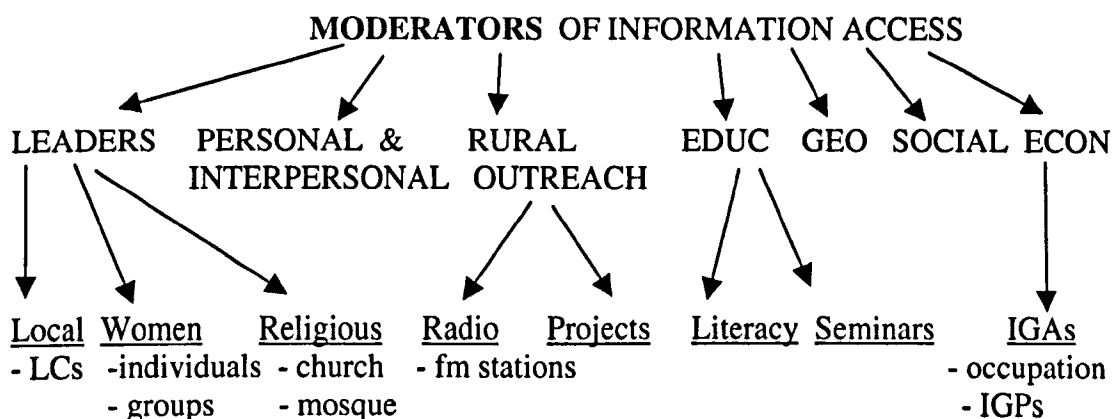 MODERATORS OF INFORMATION ACCESS
LEADERS PERSONAL & RURAL EDUC GEO SOCIAL ECON
INTERPERSONAL OUTREACH
Local Women Religious Radio Projects Literacy Seminars IGAs
- LCs -individuals - church - fm stations - occupation
- groups - mosque - IGPs